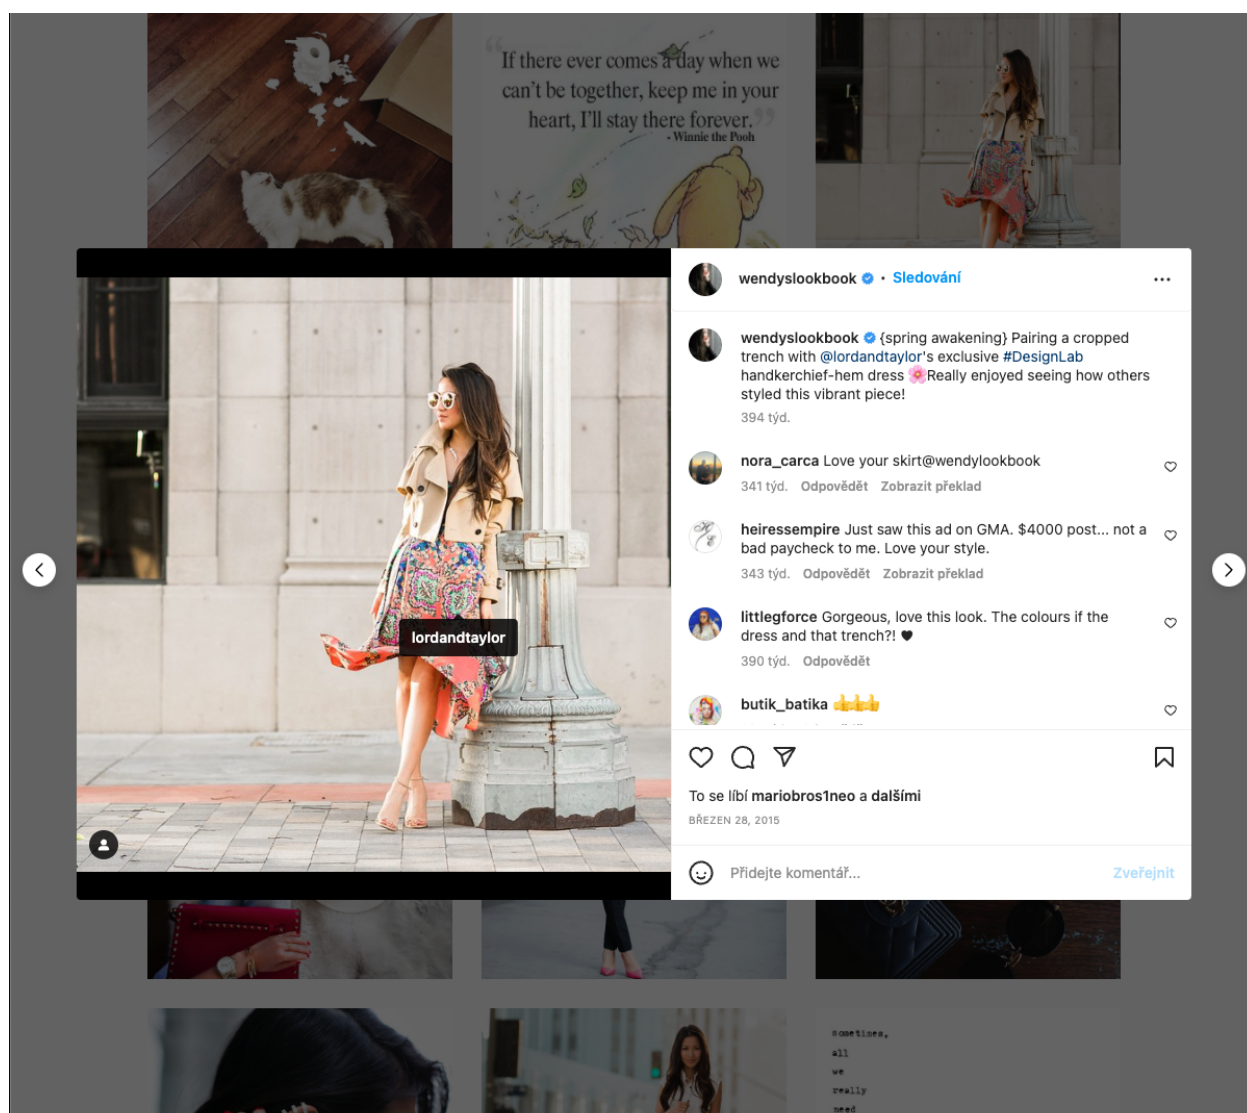 If there ever comes a day when we
can't be together, keep me in your
heart, I'll stay there forever.
- Winnie the Pooh
wendyslookbook • Sledování
wendyslookbook {spring awakening} Pairing a cropped
trench with @lordandtaylor's exclusive #DesignLab
handkerchief-hem dress 🌸Really enjoyed seeing how others
styled this vibrant piece!
394 týd.
nora_carca Love your skirt@wendylookbook
341 týd. Odpovědět Zobrazit překlad
heiressempire Just saw this ad on GMA. $4000 post... not a
bad paycheck to me. Love your style.
343 týd. Odpovědět Zobrazit překlad
littlegforce Gorgeous, love this look. The colours if the
dress and that trench?! 🖤
390 týd. Odpovědět
butik_batika 👍👍👍
lordandtaylor
To se líbí mariobros1neo a dalšími
BŘEZEN 28, 2015
Přidejte komentář...
Zveřejnit
sometimes,
all
we
really
need